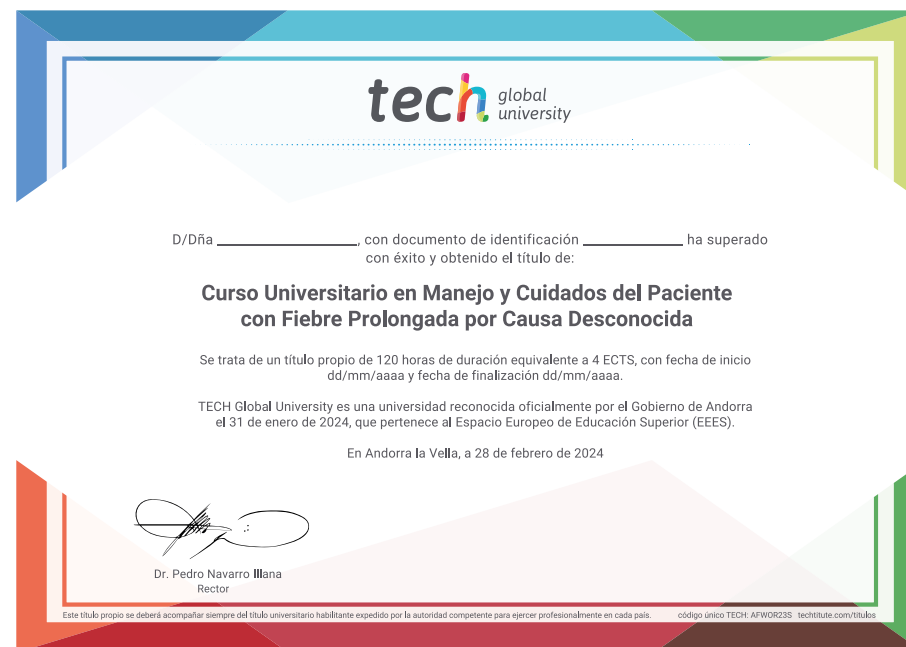 tech global university
D/Dña ____________________, con documento de identificación ______________ ha superado
con éxito y obtenido el título de:
Curso Universitario en Manejo y Cuidados del Paciente
con Fiebre Prolongada por Causa Desconocida
Se trata de un título propio de 120 horas de duración equivalente a 4 ECTS, con fecha de inicio
dd/mm/aaaa y fecha de finalización dd/mm/aaaa.
TECH Global University es una universidad reconocida oficialmente por el Gobierno de Andorra
el 31 de enero de 2024, que pertenece al Espacio Europeo de Educación Superior (EEES).
En Andorra la Vella, a 28 de febrero de 2024
Dr. Pedro Navarro Illana
Rector
Este título propio se deberá acompañar siempre del título universitario habilitante expedido por la autoridad competente para ejercer profesionalmente en cada país. código único TECH: AFWOR23S techtitute.com/titulos